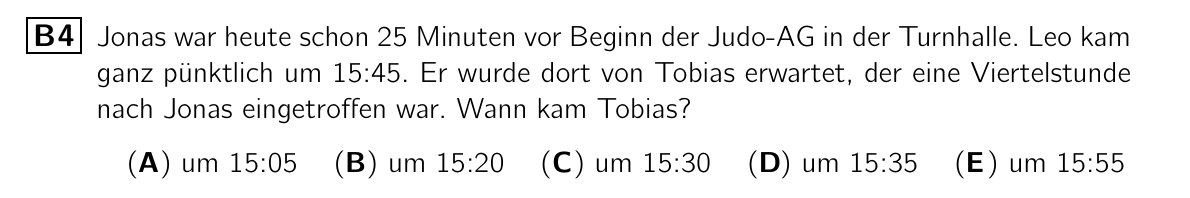 B4 Jonas war heute schon 25 Minuten vor Beginn der Judo-AG in der Turnhalle. Leo kam
ganz pünktlich um 15:45. Er wurde dort von Tobias erwartet, der eine Viertelstunde
nach Jonas eingetroffen war. Wann kam Tobias?
(A) um 15:05 (B) um 15:20 (C) um 15:30 (D) um 15:35 (E) um 15:55